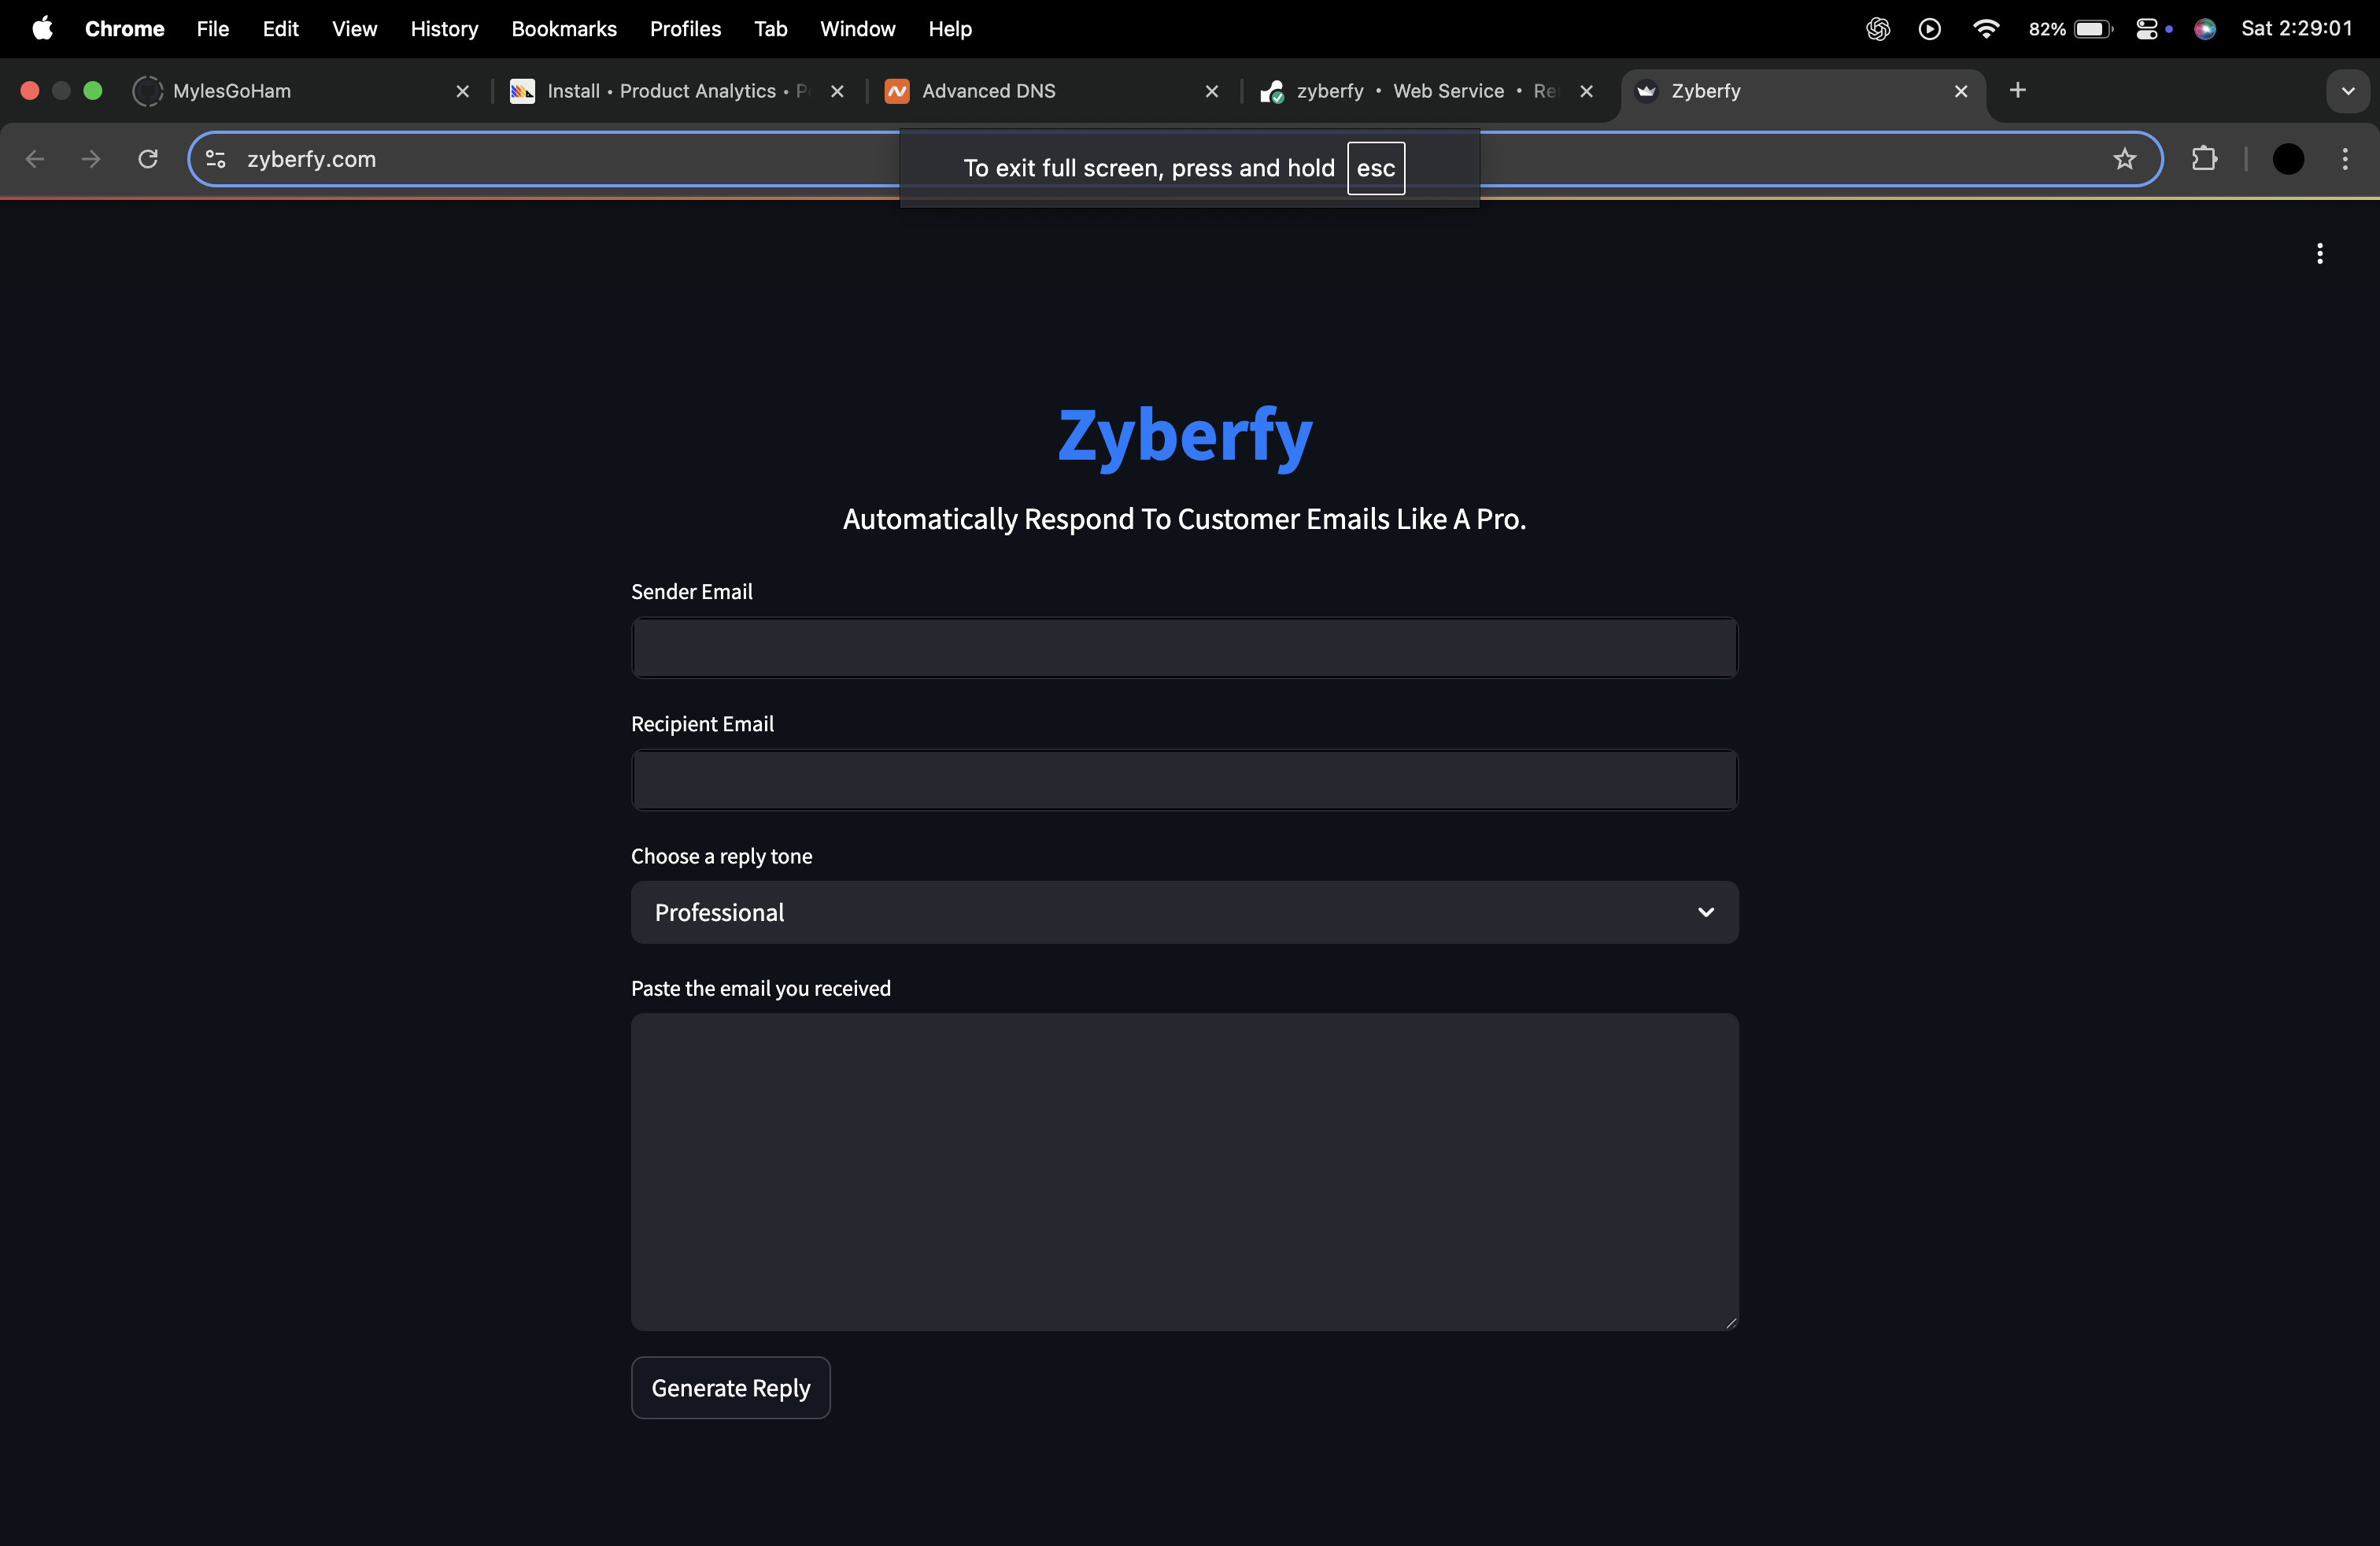 Chrome File Edit View History Bookmarks Profiles Tab Window Help 82% Sat 2:29:01
MylesGoHam Install • Product Analytics • Advanced DNS zyberfy • Web Service • Zyberfy
zyberfy.com
To exit full screen, press and hold esc
Zyberfy
Automatically Respond To Customer Emails Like A Pro.
Sender Email
Recipient Email
Choose a reply tone
Professional
Paste the email you received
Generate Reply